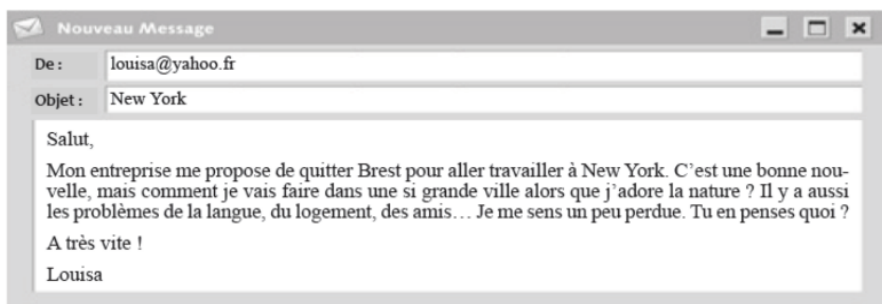 Nouveau Message
De : louisa@yahoo.fr
Objet : New York
Salut,
Mon entreprise me propose de quitter Brest pour aller travailler à New York. C'est une bonne nou-
velle, mais comment je vais faire dans une si grande ville alors que j'adore la nature ? Il y a aussi
les problèmes de la langue, du logement, des amis… Je me sens un peu perdue. Tu en penses quoi ?
A très vite !
Louisa